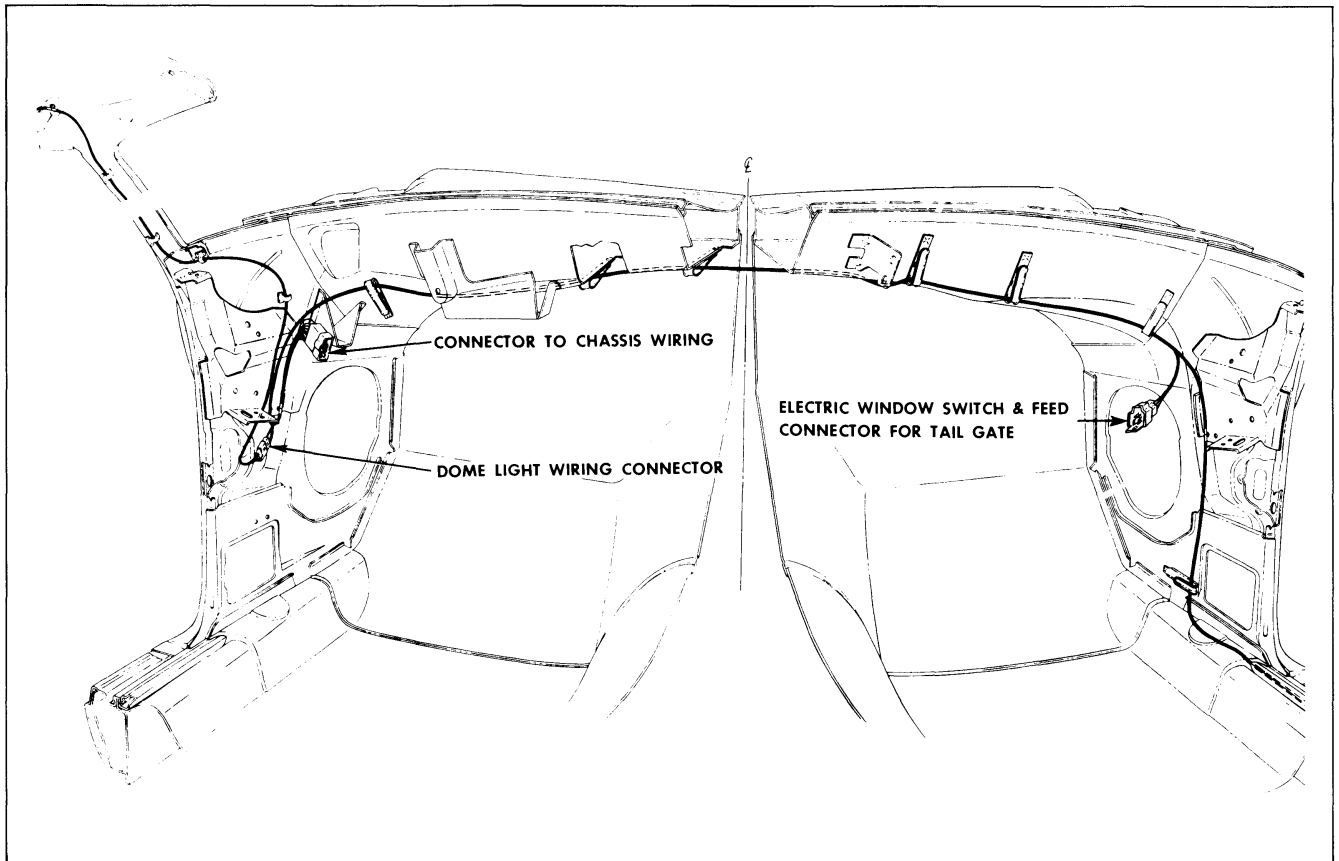 ℄
CONNECTOR TO CHASSIS WIRING
ELECTRIC WINDOW SWITCH & FEED
CONNECTOR FOR TAIL GATE
DOME LIGHT WIRING CONNECTOR